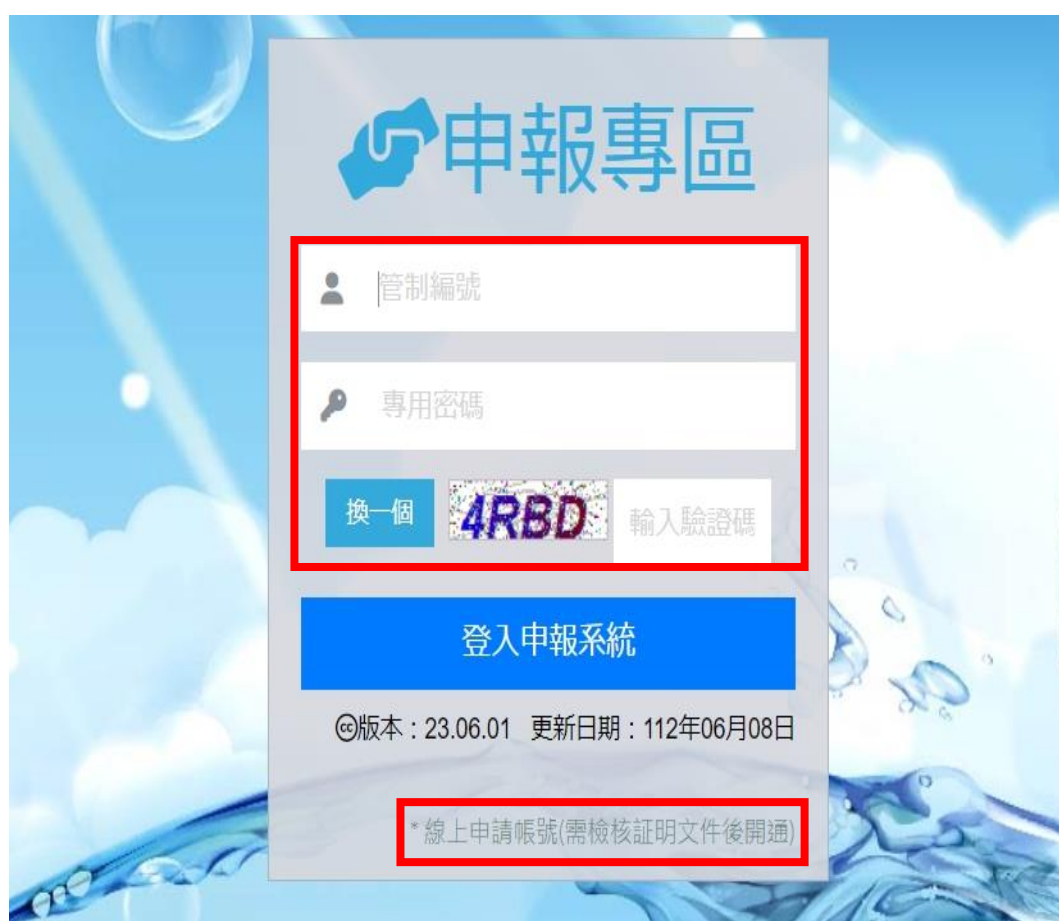 申報專區
管制編號
專用密碼
換一個 4RBD 輸入驗證碼
登入申報系統
🄯版本：23.06.01 更新日期：112年06月08日
*線上申請帳號(需檢核証明文件後開通)